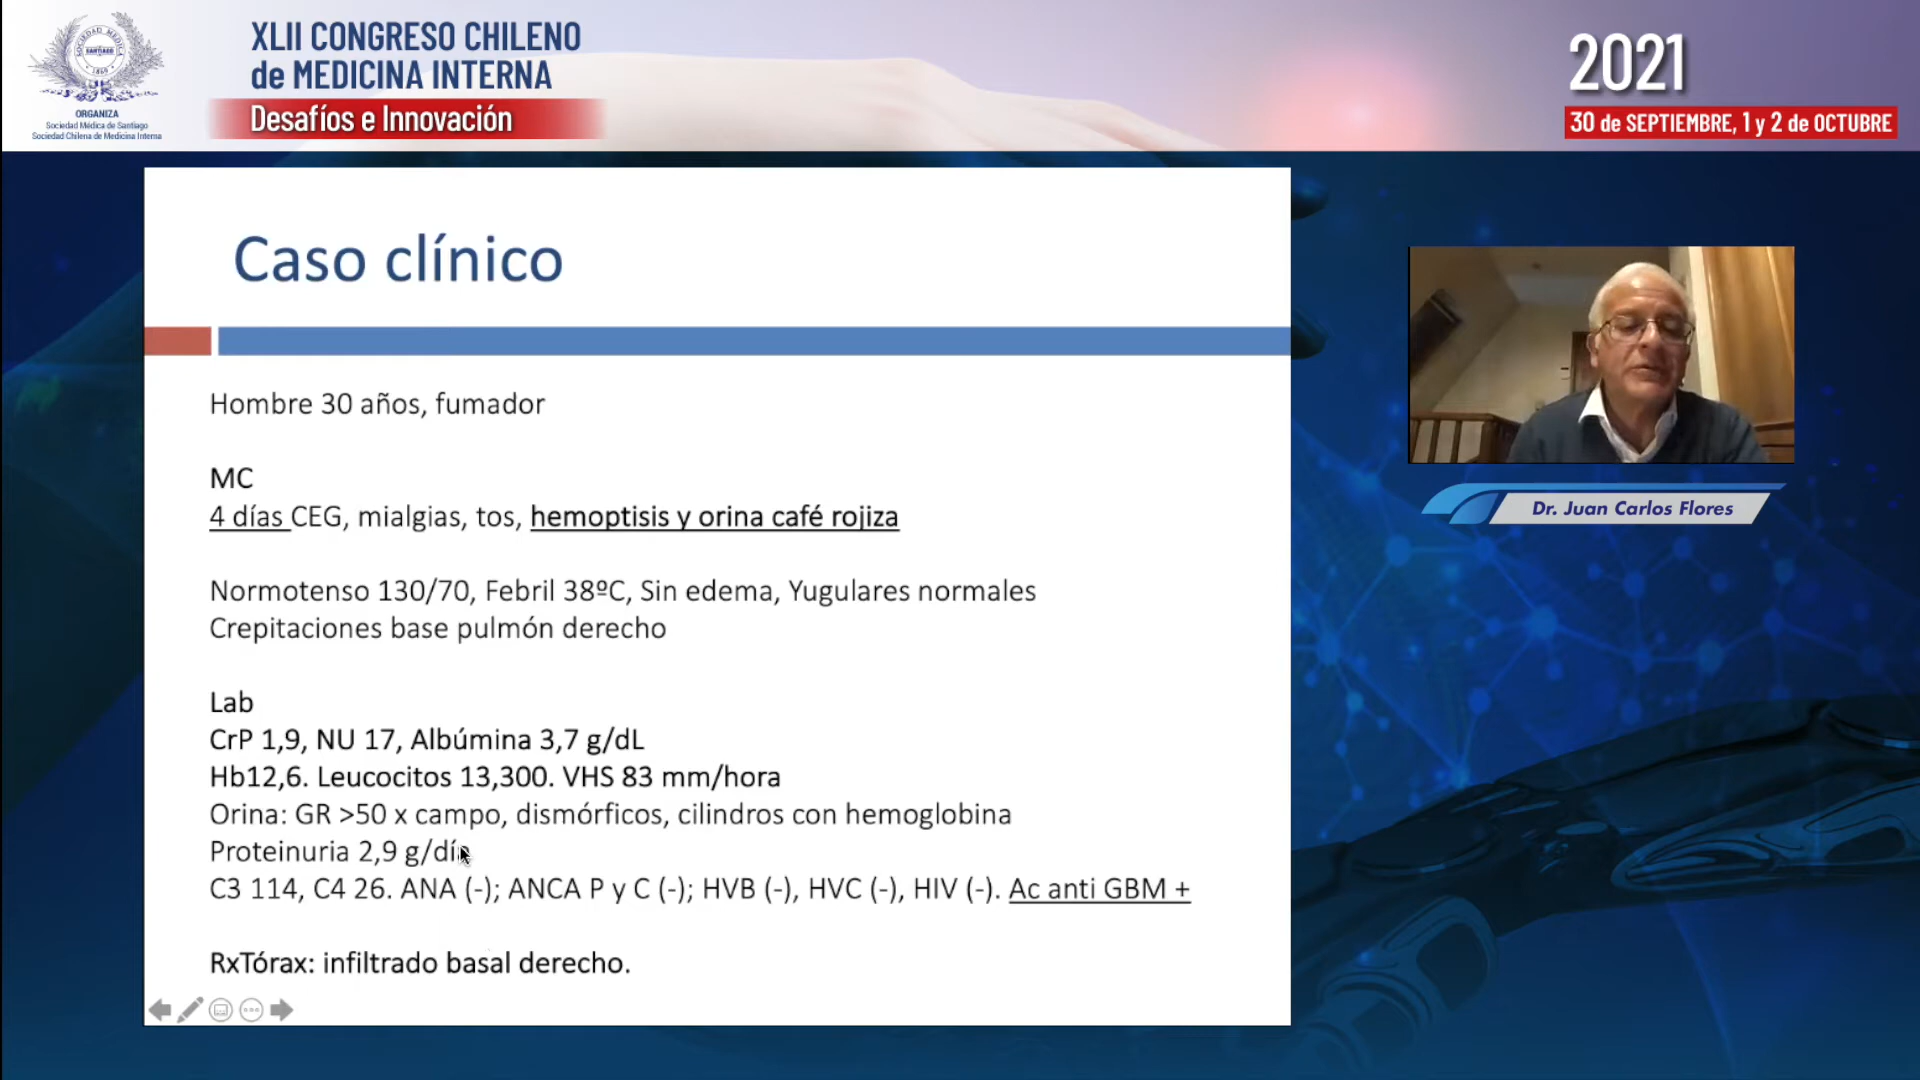 SOCIEDAD MÉDICA
SANTIAGO
1869
ORGANIZA
Sociedad Médica de Santiago
Sociedad Chilena de Medicina Interna
XLII CONGRESO CHILENO
de MEDICINA INTERNA
Desafíos e Innovación
2021
30 de SEPTIEMBRE, 1 y 2 de OCTUBRE
Caso clínico
Hombre 30 años, fumador
MC
4 días CEG, mialgias, tos, hemoptisis y orina café rojiza
Normotenso 130/70, Febril 38ºC, Sin edema, Yugulares normales
Crepitaciones base pulmón derecho
Lab
CrP 1,9, NU 17, Albúmina 3,7 g/dL
Hb12,6. Leucocitos 13,300. VHS 83 mm/hora
Orina: GR >50 x campo, dismórficos, cilindros con hemoglobina
Proteinuria 2,9 g/día
C3 114, C4 26. ANA (-); ANCA P y C (-); HVB (-), HVC (-), HIV (-). Ac anti GBM +
RxTórax: infiltrado basal derecho.
Dr. Juan Carlos Flores